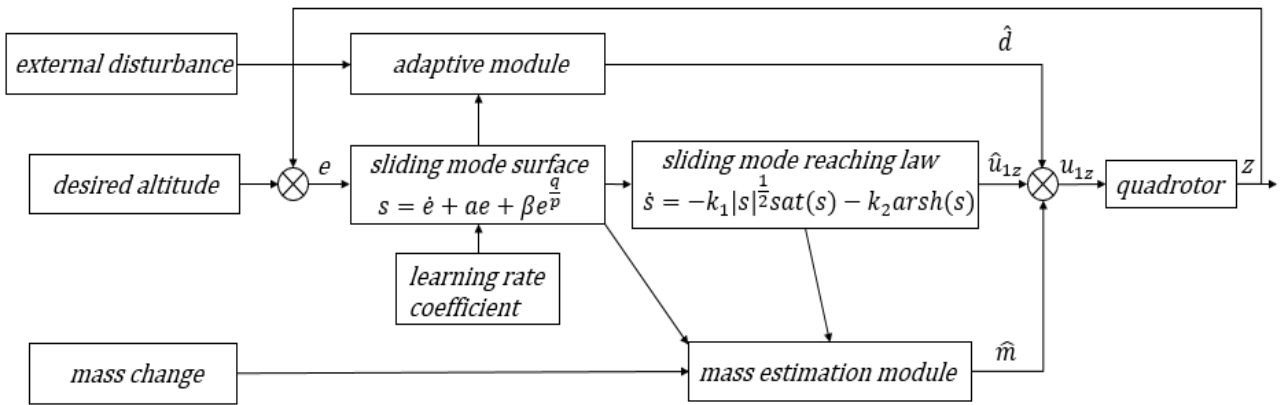 external disturbance
adaptive module
d̂
desired altitude
e
sliding mode surface
s = ė + ae + βe^{q/p}
sliding mode reaching law
ṡ = −k₁|s|^{1/2}sat(s) − k₂arsh(s)
û₁z
u₁z
quadrotor
z
learning rate
coefficient
mass change
mass estimation module
m̂